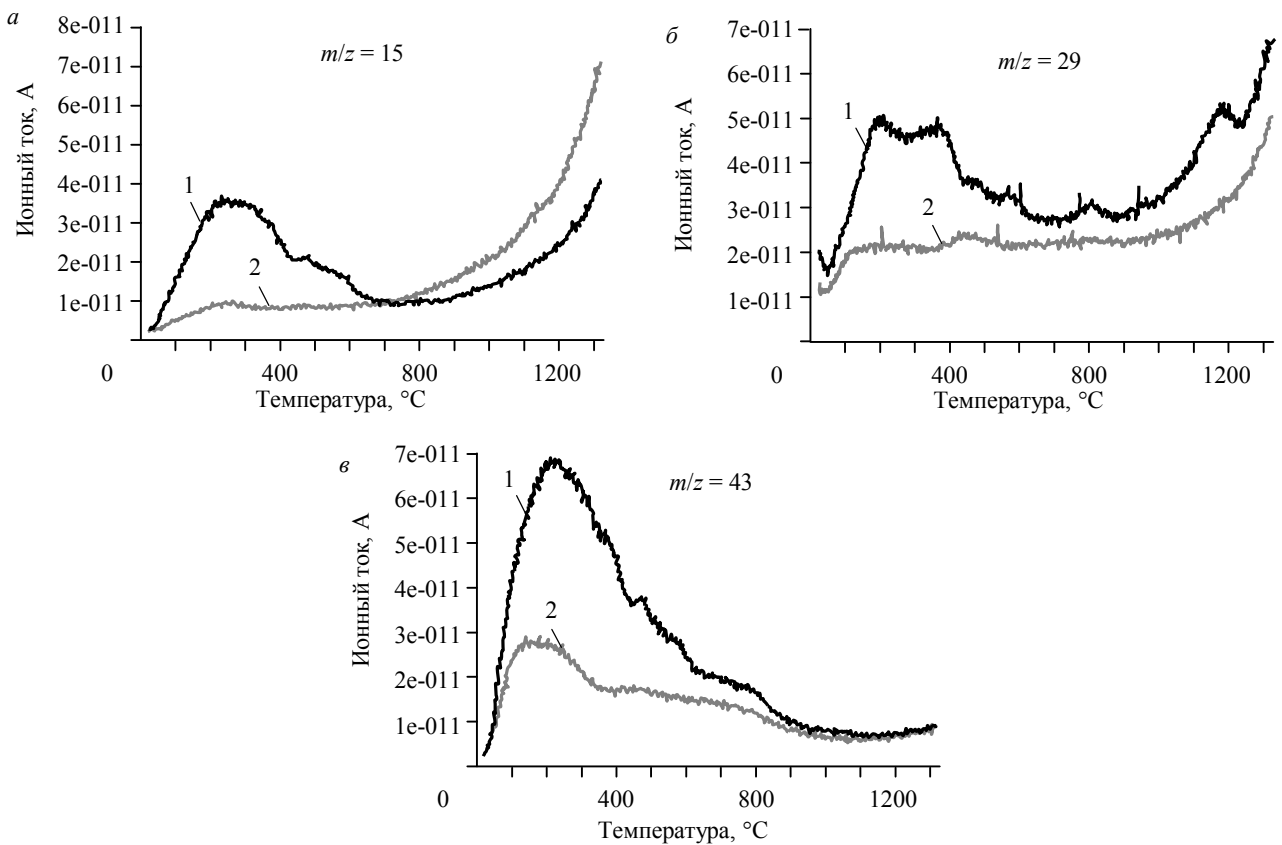 а
8e-011
7e-011
6e-011
5e-011
4e-011
3e-011
2e-011
1e-011
Ионный ток, А
m/z = 15
1
2
0
400
800
1200
Температура, °C
б
7e-011
6e-011
5e-011
4e-011
3e-011
2e-011
1e-011
Ионный ток, А
m/z = 29
1
2
0
400
800
1200
Температура, °C
в
7e-011
6e-011
5e-011
4e-011
3e-011
2e-011
1e-011
Ионный ток, А
m/z = 43
1
2
0
400
800
1200
Температура, °C